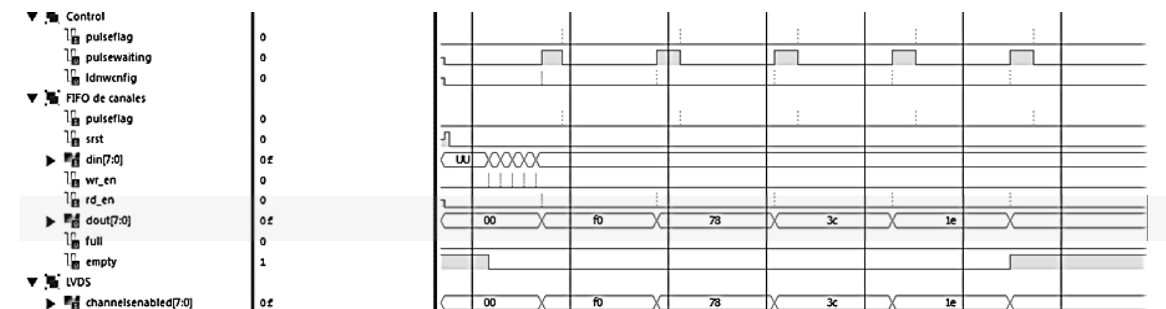 Control
pulseflag 0
pulsewaiting 0
ldnwcnfig 0
FIFO de canales
pulseflag 0
srst 0
din[7:0] 0f UU
wr_en 0
rd_en 0
dout[7:0] 0f 00 f0 78 3c 1e
full 0
empty 1
LVDS
channelsenabled[7:0] 0f 00 f0 78 3c 1e